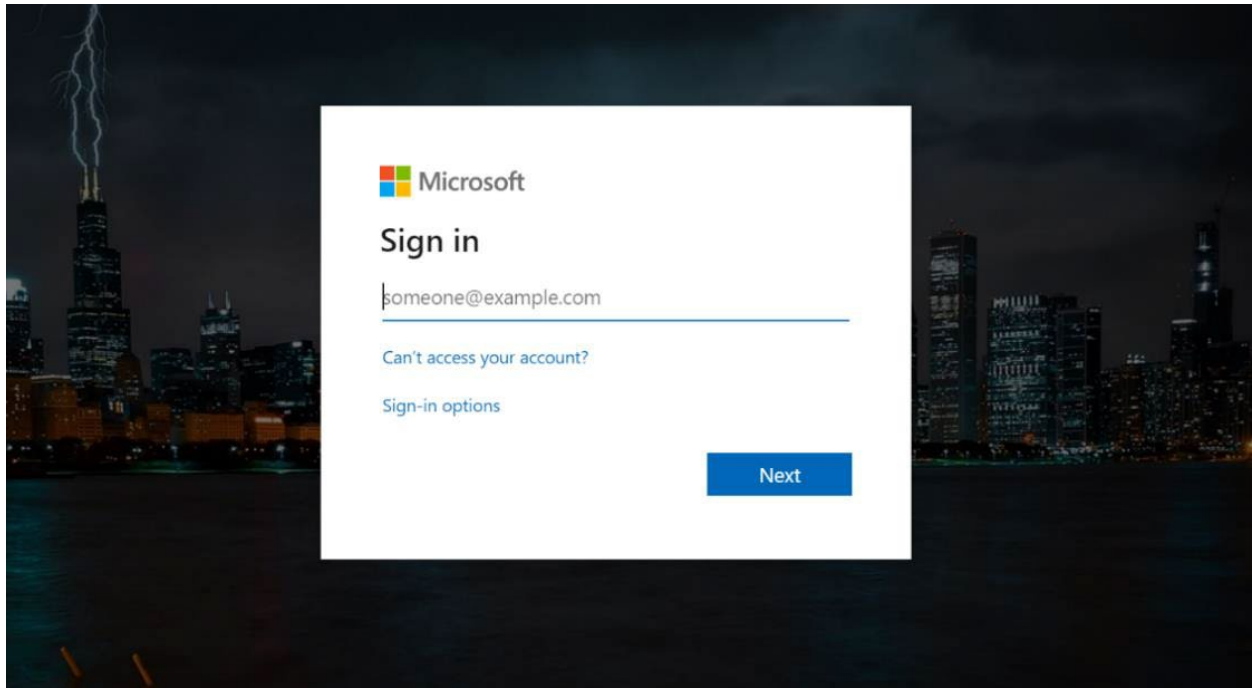 Microsoft
Sign in
someone@example.com
Can't access your account?
Sign-in options
Next